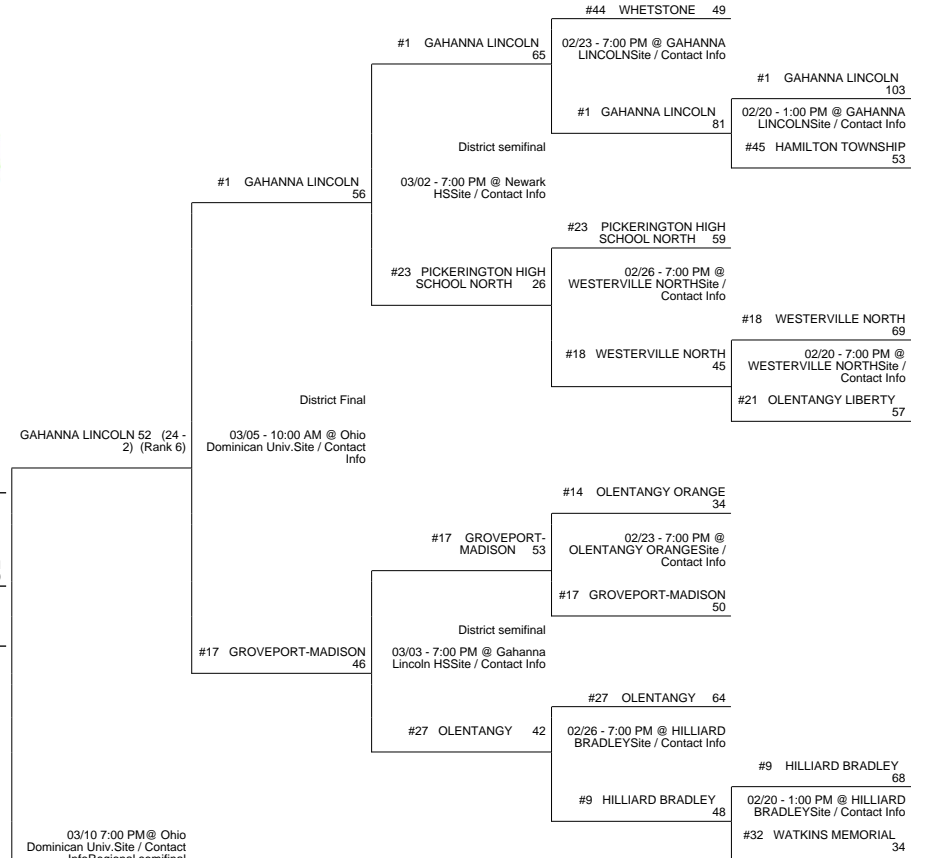 #44 WHETSTONE 49
#1 GAHANNA LINCOLN
65
02/23 - 7:00 PM @ GAHANNA
LINCOLNSite / Contact Info
#1 GAHANNA LINCOLN
103
#1 GAHANNA LINCOLN
81
02/20 - 1:00 PM @ GAHANNA
LINCOLNSite / Contact Info
#45 HAMILTON TOWNSHIP
53
District semifinal
#1 GAHANNA LINCOLN
56
03/02 - 7:00 PM @ Newark
HSSite / Contact Info
#23 PICKERINGTON HIGH
SCHOOL NORTH 59
#23 PICKERINGTON HIGH
SCHOOL NORTH 26
02/26 - 7:00 PM @
WESTERVILLE NORTHSite /
Contact Info
#18 WESTERVILLE NORTH
69
#18 WESTERVILLE NORTH
45
02/20 - 7:00 PM @
WESTERVILLE NORTHSite /
Contact Info
#21 OLENTANGY LIBERTY
57
District Final
GAHANNA LINCOLN 52 (24 -
2) (Rank 6)
03/05 - 10:00 AM @ Ohio
Dominican Univ.Site / Contact
Info
#14 OLENTANGY ORANGE
34
#17 GROVEPORT-
MADISON 53
02/23 - 7:00 PM @
OLENTANGY ORANGESite /
Contact Info
#17 GROVEPORT-MADISON
50
District semifinal
#17 GROVEPORT-MADISON
46
03/03 - 7:00 PM @ Gahanna
Lincoln HSSite / Contact Info
#27 OLENTANGY 64
#27 OLENTANGY 42
02/26 - 7:00 PM @ HILLIARD
BRADLEYSite / Contact Info
#9 HILLIARD BRADLEY
68
#9 HILLIARD BRADLEY
48
02/20 - 1:00 PM @ HILLIARD
BRADLEYSite / Contact Info
#32 WATKINS MEMORIAL
34
03/10 7:00 PM@ Ohio
Dominican Univ.Site / Contact
InfoRegional semifinal